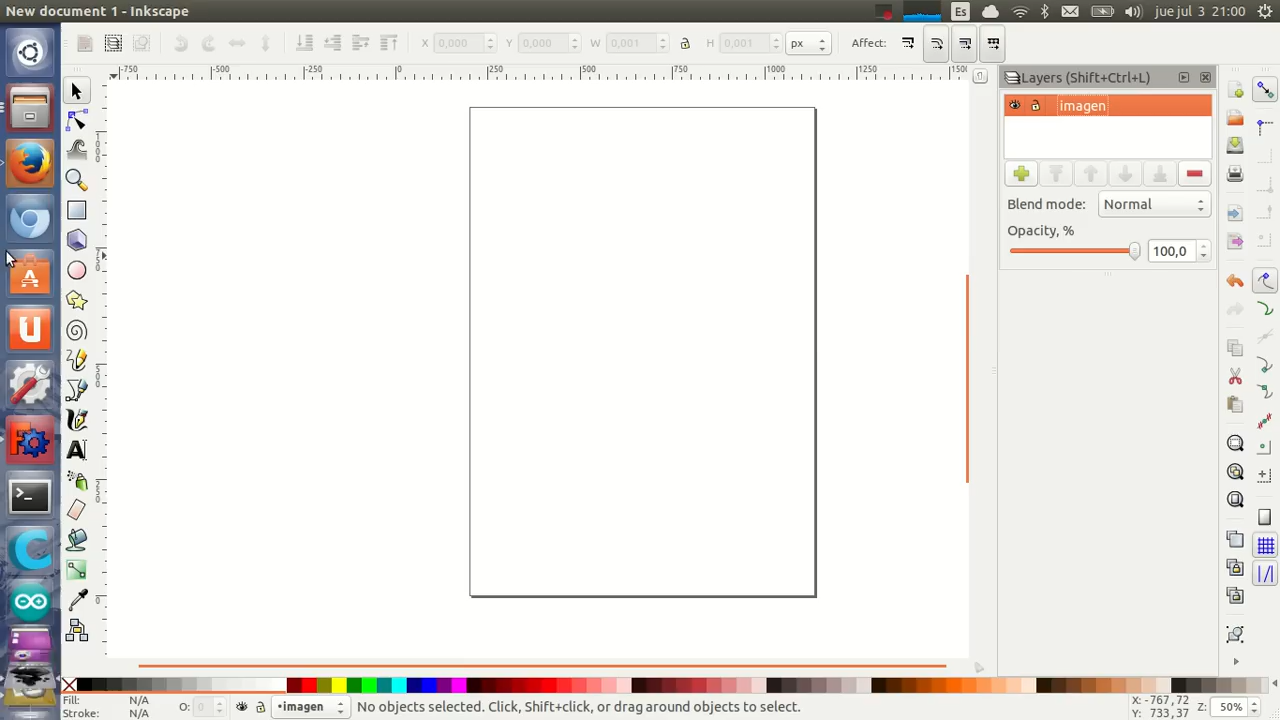 New document 1 - Inkscape
Es
jue jul 3 21:00
X 0,000 Y 0,000 W 0,001 H 0,001 px Affect:
-750 -500 -250 0 250 500 750 1000 1250
Layers (Shift+Ctrl+L)
imagen
Blend mode: Normal
Opacity, %
100,0
Fill: N/A
Stroke: N/A
O: 0
•imagen
No objects selected. Click, Shift+click, or drag around objects to select.
X: -767,72
Y: 733,37
Z: 50%